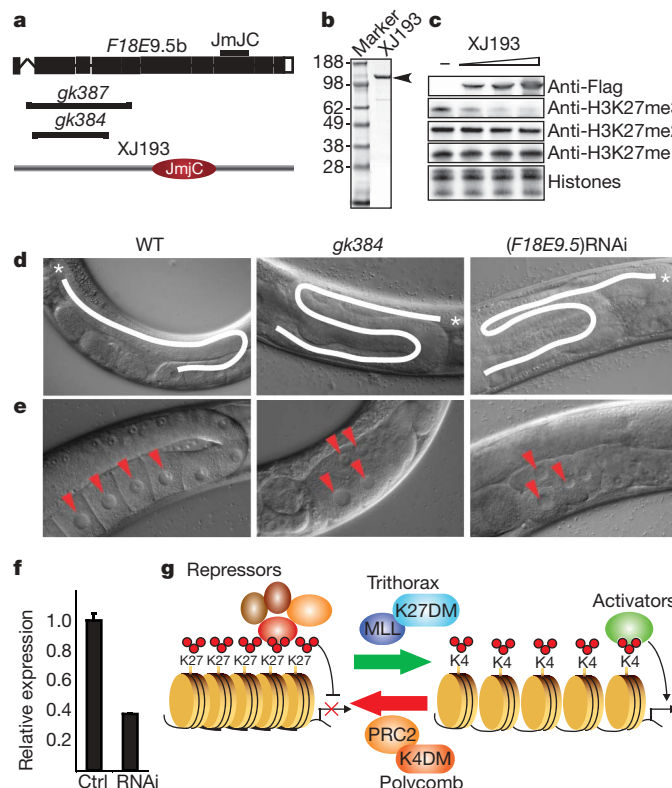 a
F18E9.5b
JmJC
gk387
gk384
XJ193
JmjC
b
Marker
XJ193
188
98
62
49
38
28
c
XJ193
–
Anti-Flag
Anti-H3K27me3
Anti-H3K27me2
Anti-H3K27me
Histones
d
WT
gk384
(F18E9.5)RNAi
*
*
*
e
f
Relative expression
1.0
0.8
0.6
0.4
0.2
Ctrl
RNAi
g
Repressors
K27 K27 K27 K27 K27
Trithorax
MLL
K27DM
PRC2
K4DM
Polycomb
Activators
K4 K4 K4 K4 K4